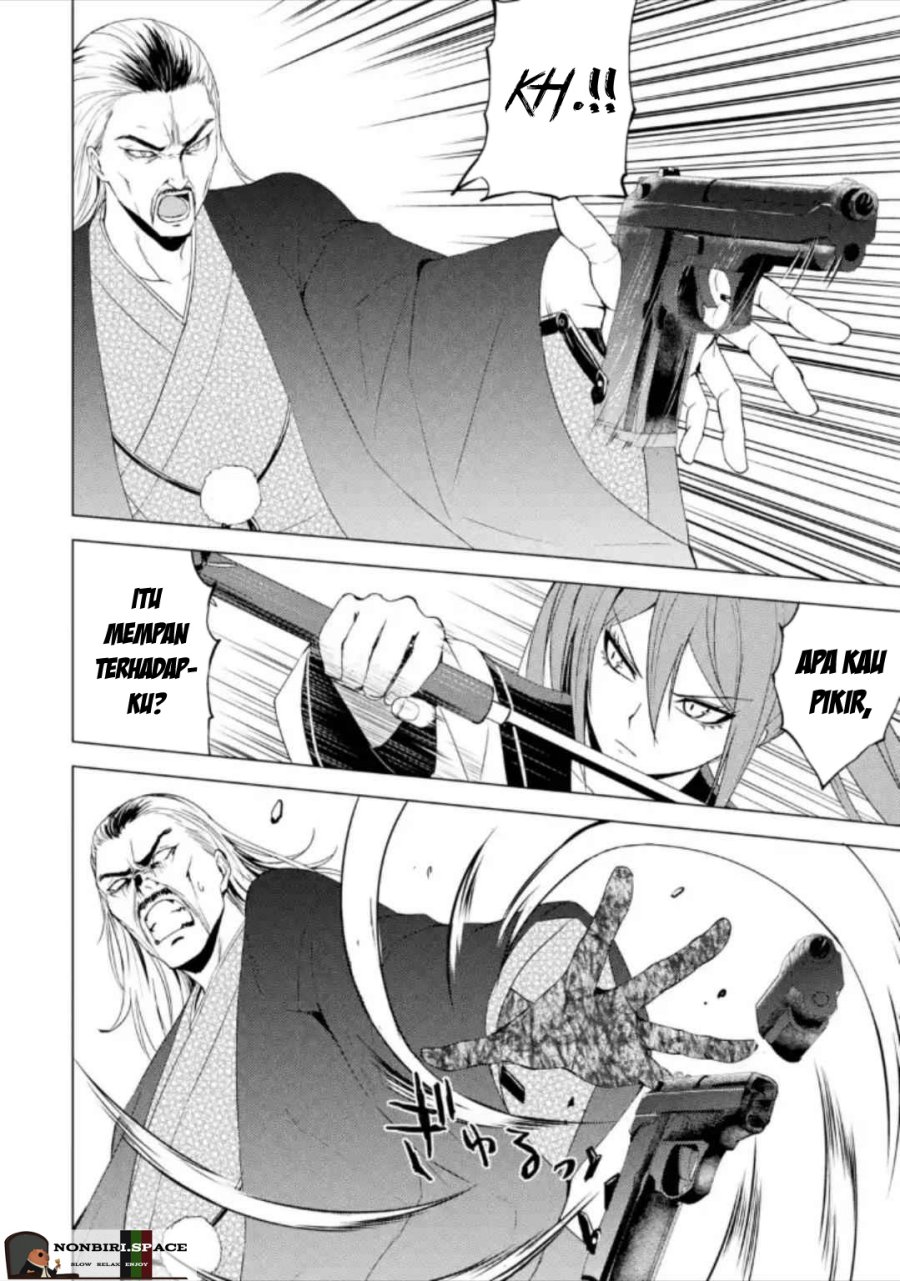 KH.!!
APA KAU
PIKIR,
ITU
MEMPAN
TERHADAP-
KU?
ぎゅるっ
NONBIRI.SPACE
SLOW RELAX ENJOY